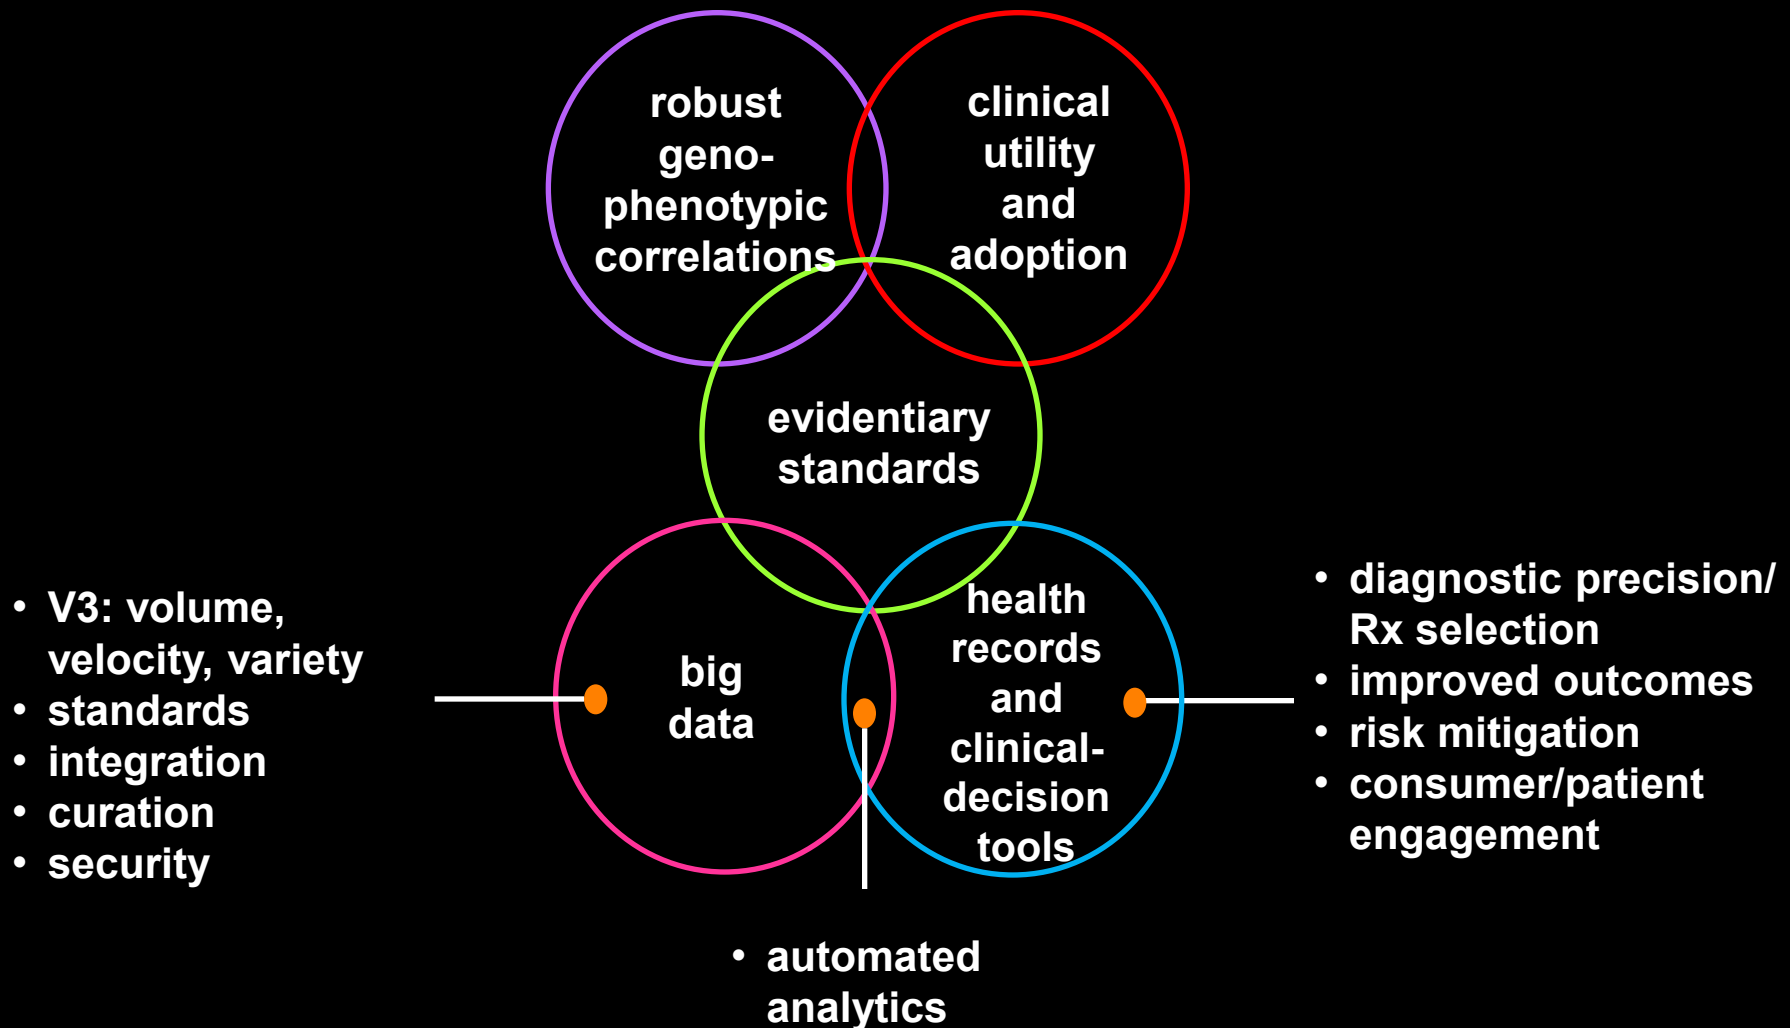 robust
geno-
phenotypic
correlations
clinical
utility
and
adoption
evidentiary
standards
big
data
health
records
and
clinical-
decision
tools
• V3: volume,
velocity, variety
• standards
• integration
• curation
• security
• diagnostic precision/
Rx selection
• improved outcomes
• risk mitigation
• consumer/patient
engagement
• automated
analytics